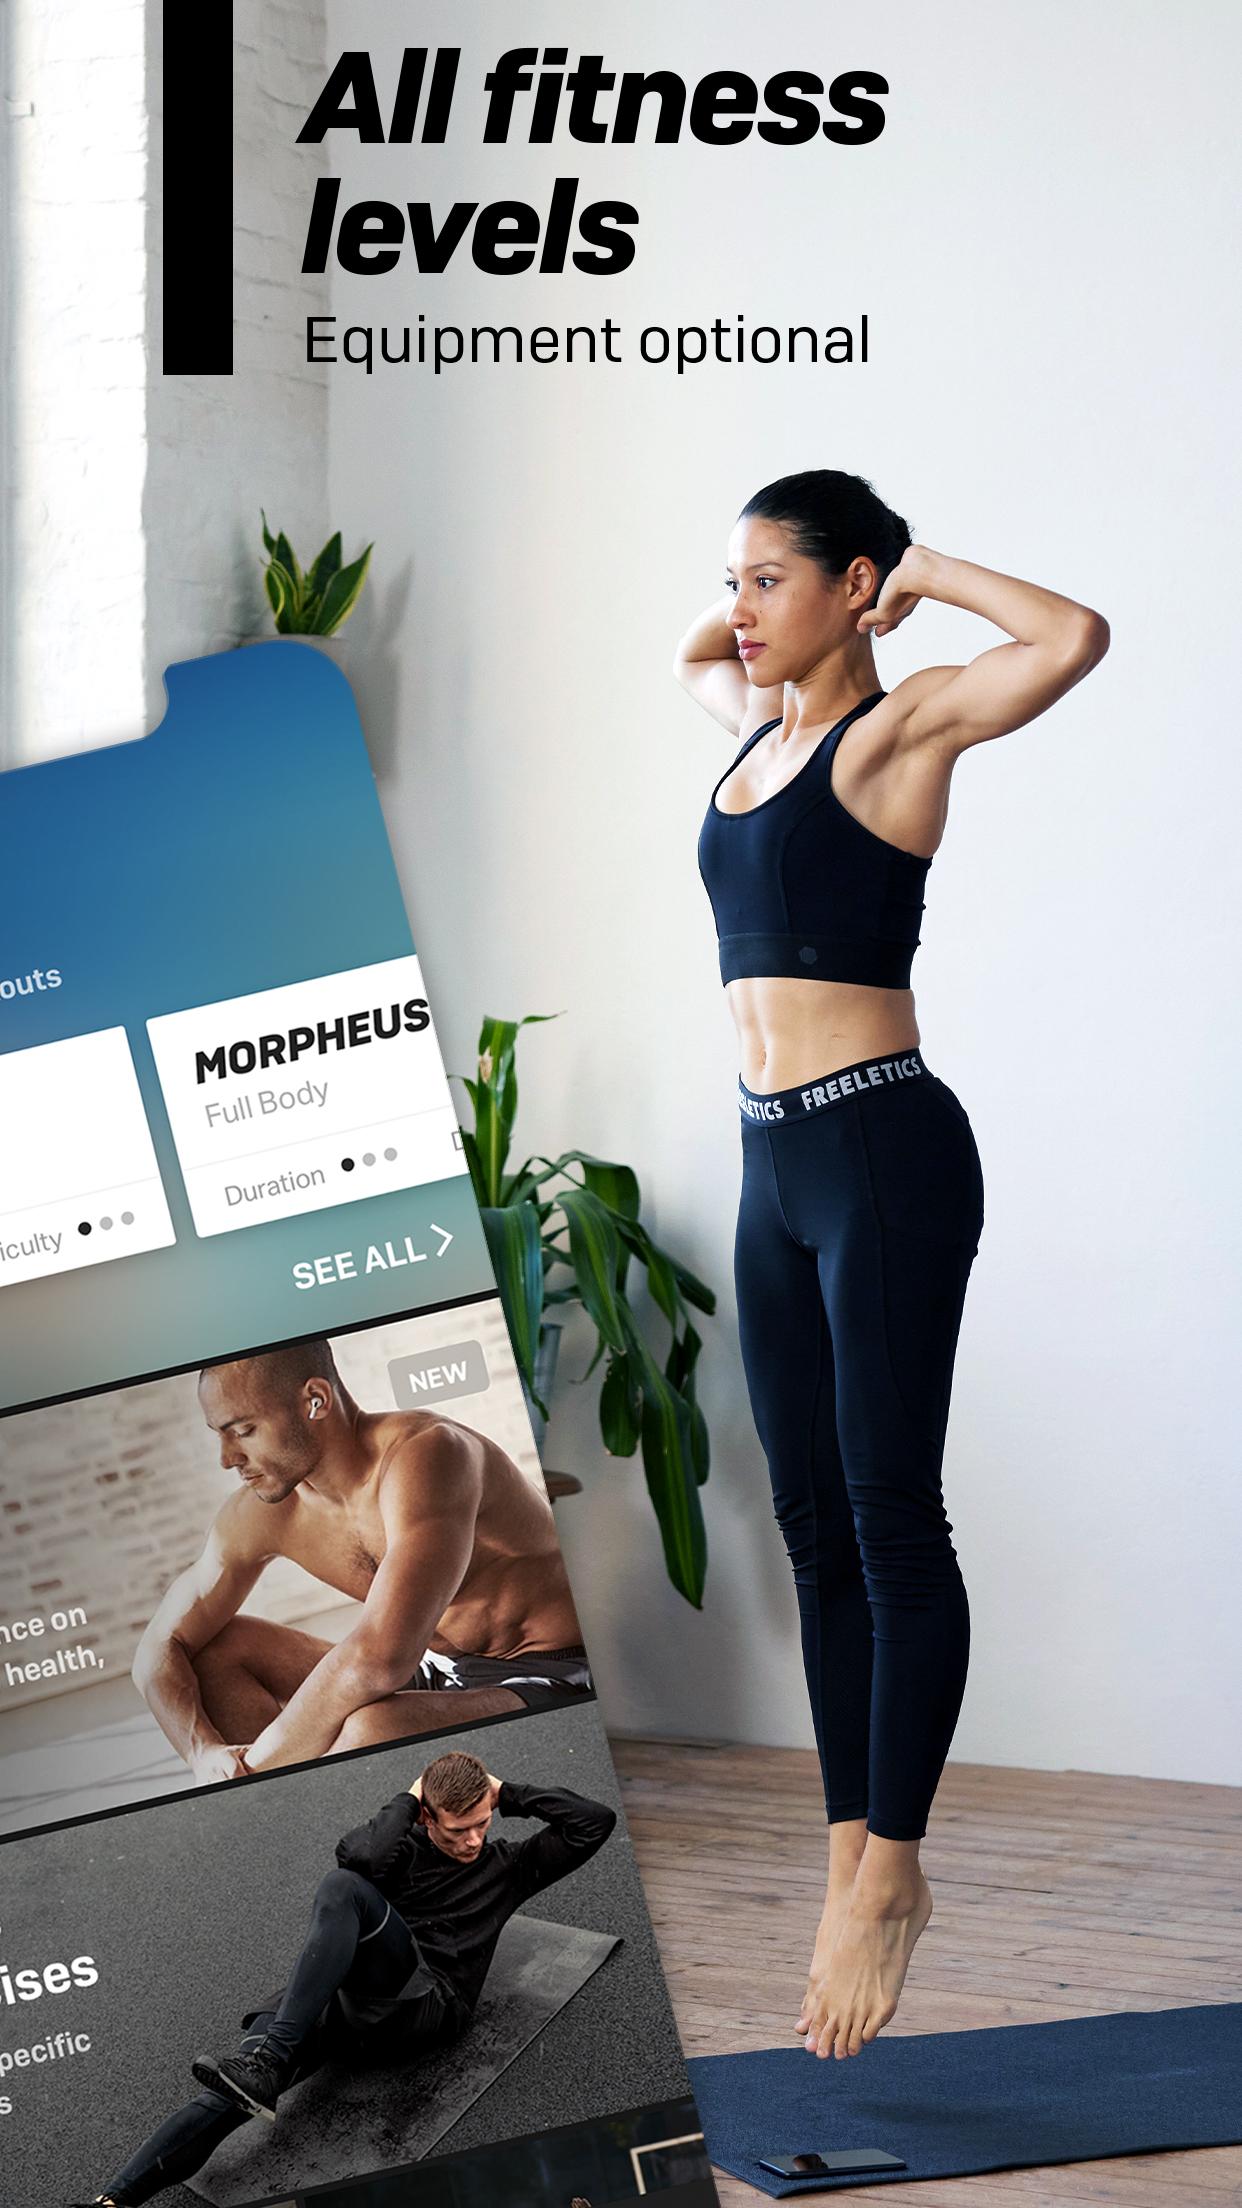 All fitness
levels
Equipment optional
outs
MORPHEUS
Full Body
Duration
iculty
SEE ALL
NEW
nce on
health,
ises
pecific
s
FREELETICS
LETICS